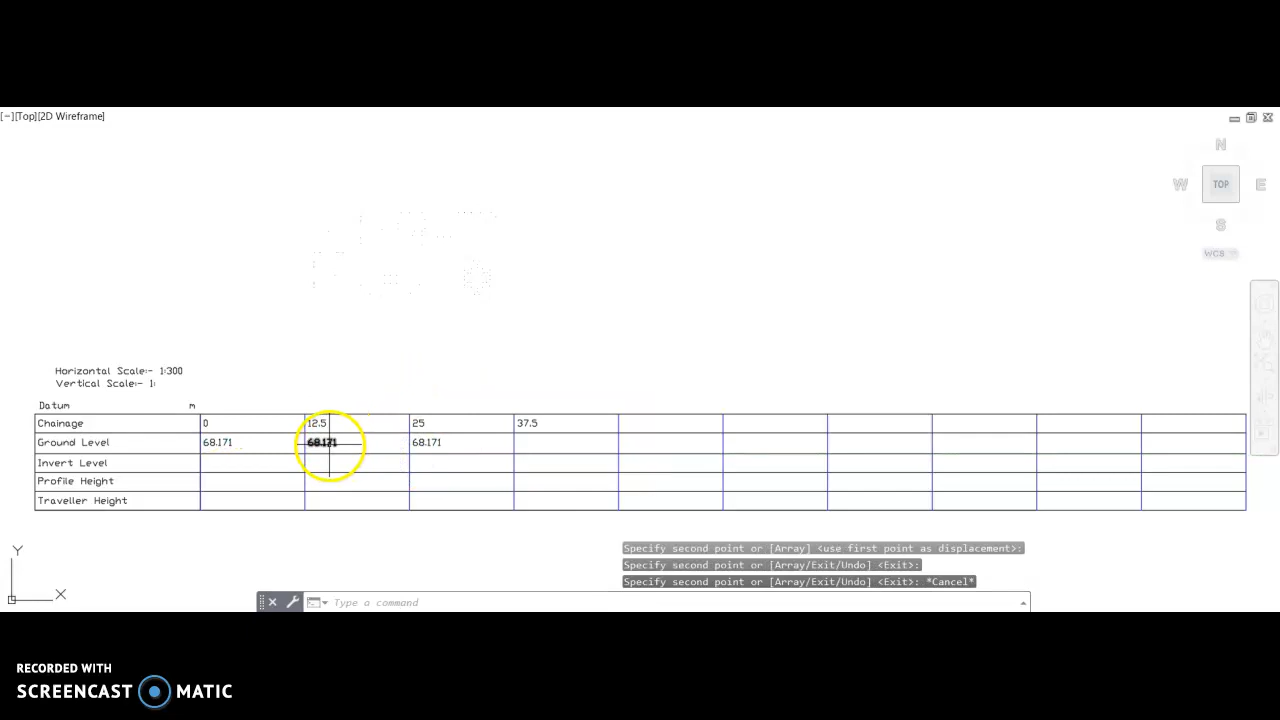 [−][Top][2D Wireframe]
N
W TOP E
S
WCS
Horizontal Scale:- 1:300
Vertical Scale:- 1:
Datum m
Chainage 0 12.5 25 37.5
Ground Level 68.171 68.171 68.171
Invert Level
Profile Height
Traveller Height
Y
X
Specify second point or [Array] <use first point as displacement>:
Specify second point or [Array/Exit/Undo] <Exit>:
Specify second point or [Array/Exit/Undo] <Exit>: *Cancel*
Type a command
RECORDED WITH
SCREENCAST MATIC